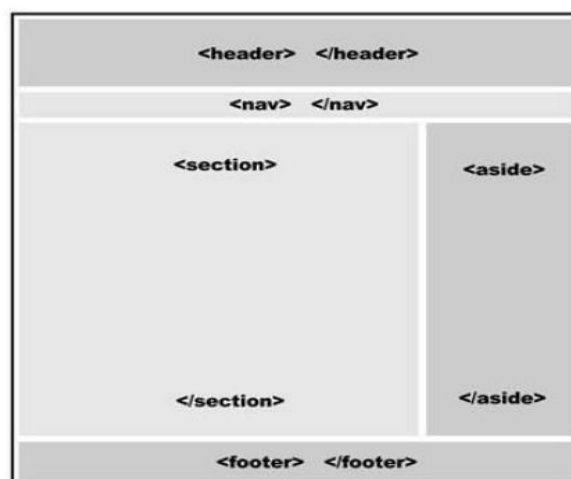 <header> </header>
<nav> </nav>
<section>
</section>
<aside>
</aside>
<footer> </footer>